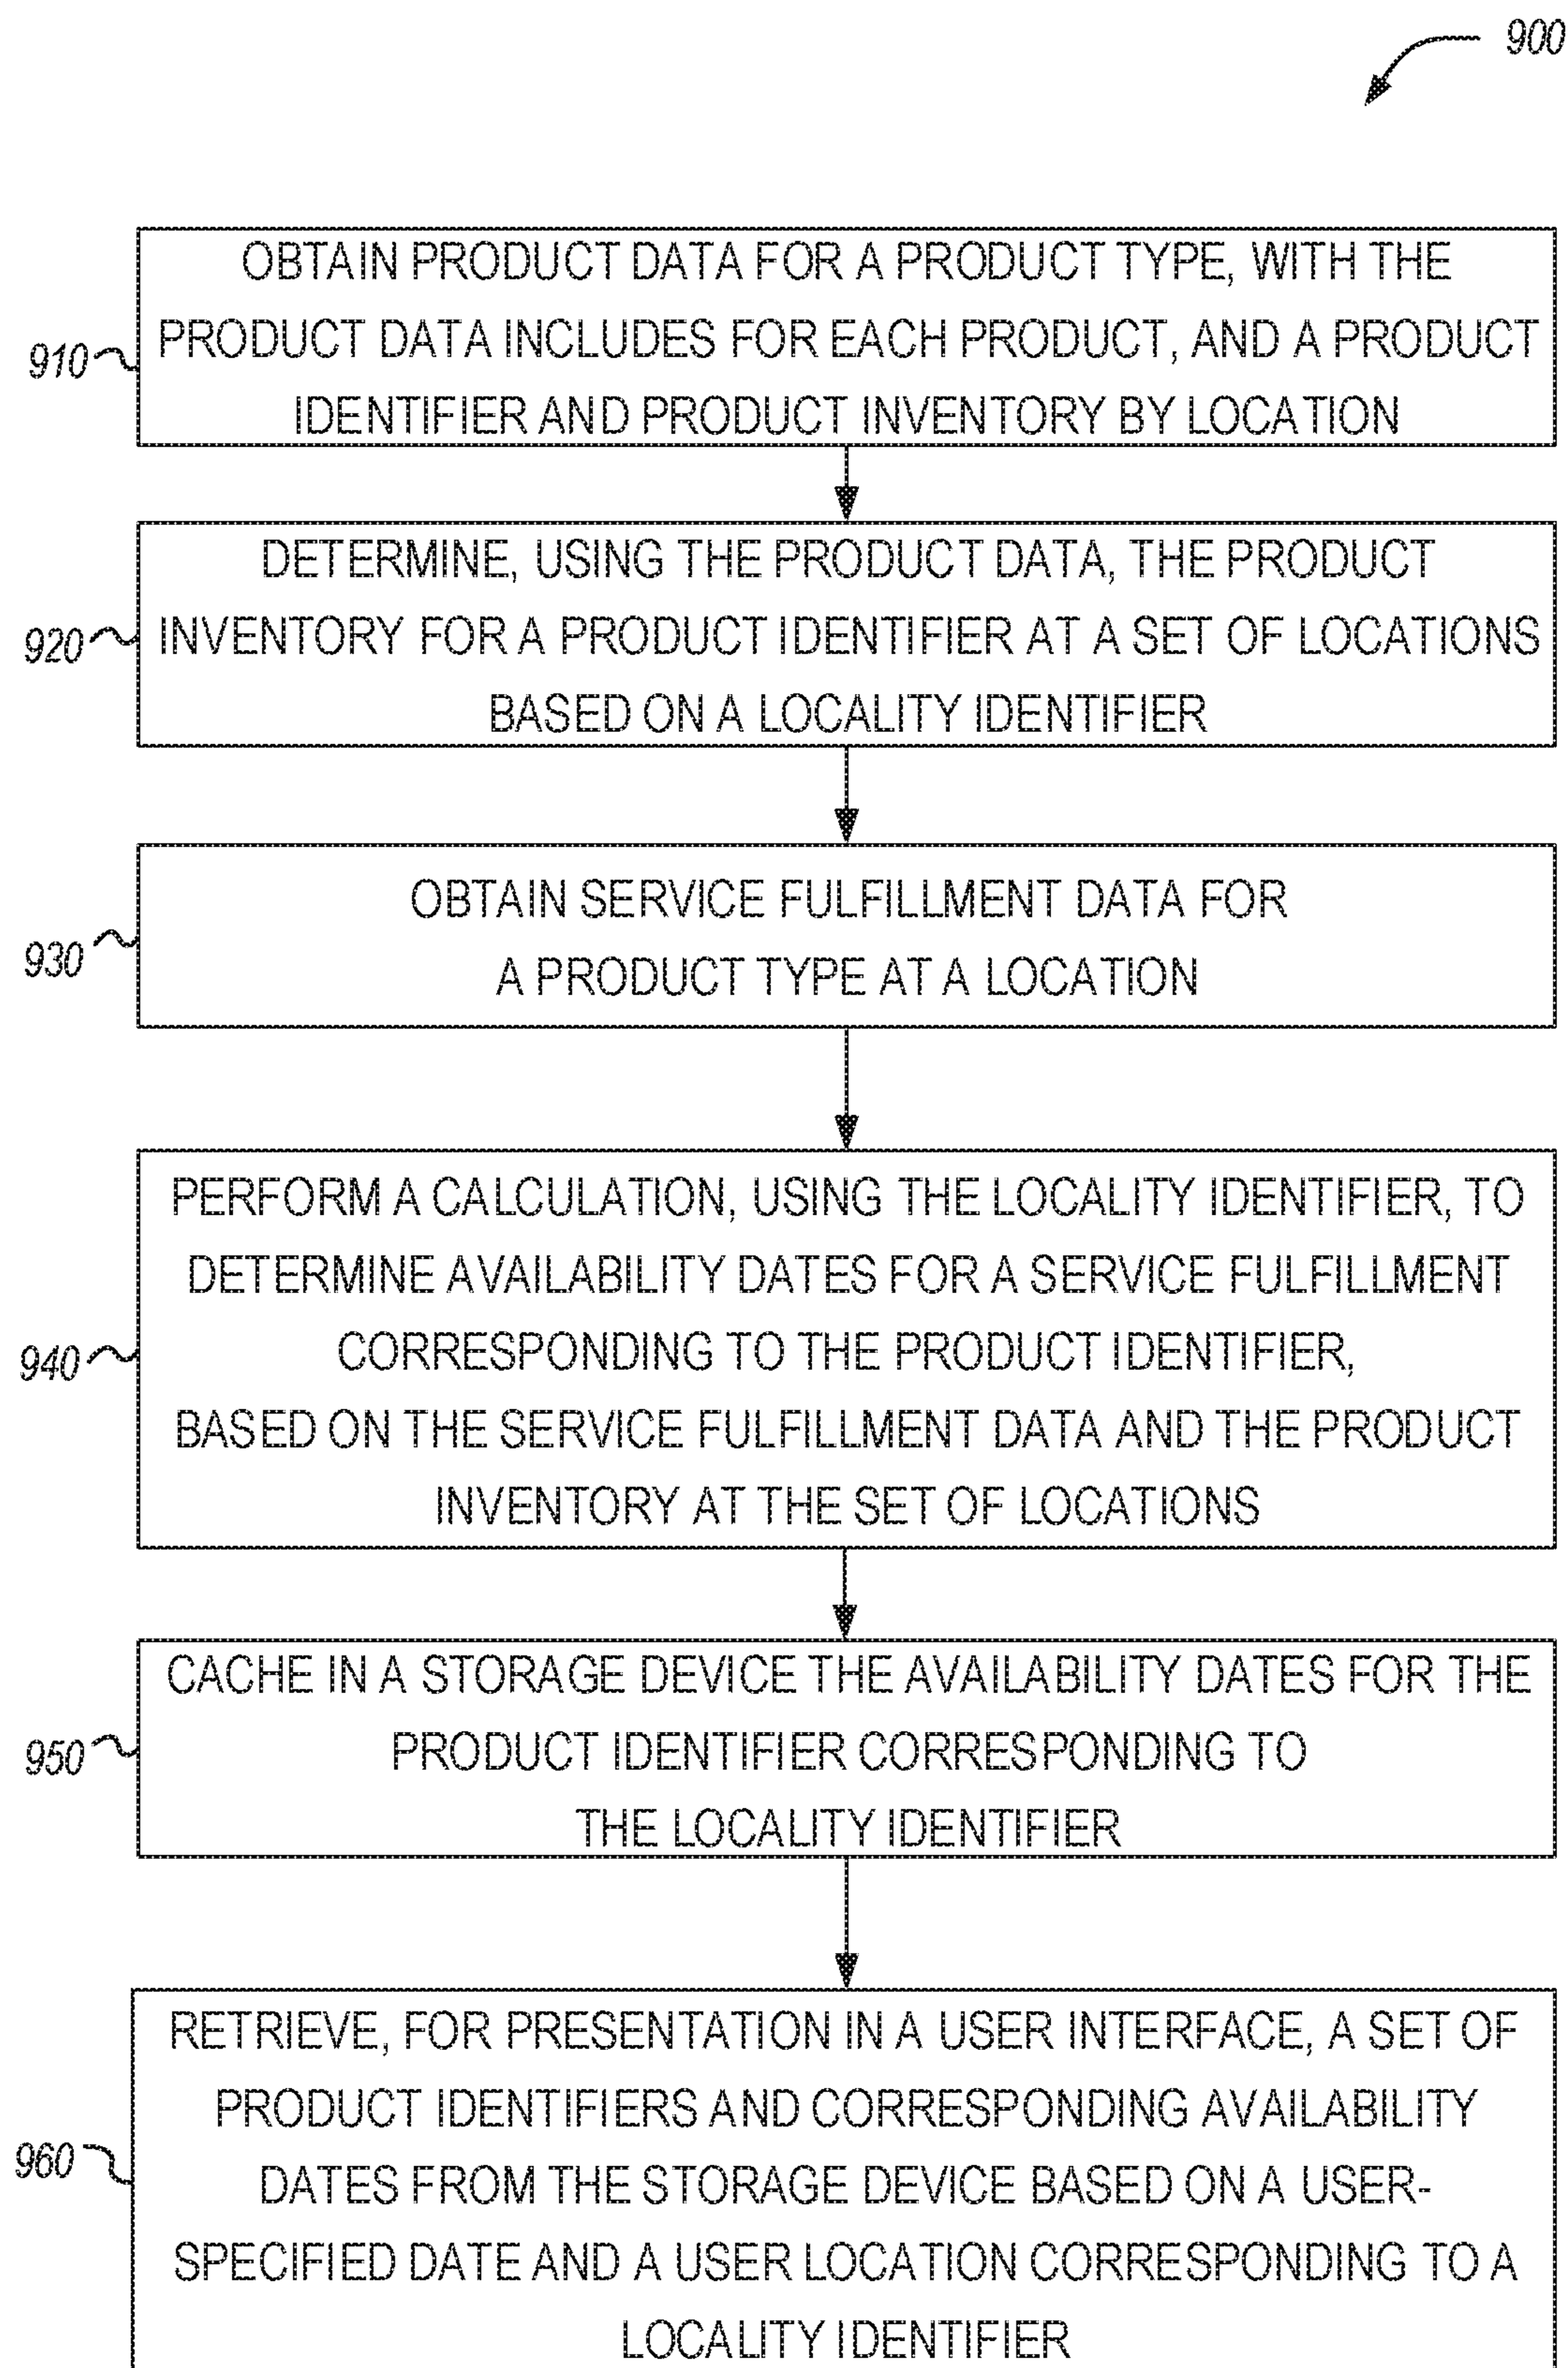 900
OBTAIN PRODUCT DATA FOR A PRODUCT TYPE, WITH THE
PRODUCT DATA INCLUDES FOR EACH PRODUCT, AND A PRODUCT
IDENTIFIER AND PRODUCT INVENTORY BY LOCATION
910
DETERMINE, USING THE PRODUCT DATA, THE PRODUCT
INVENTORY FOR A PRODUCT IDENTIFIER AT A SET OF LOCATIONS
BASED ON A LOCALITY IDENTIFIER
920
OBTAIN SERVICE FULFILLMENT DATA FOR
A PRODUCT TYPE AT A LOCATION
930
PERFORM A CALCULATION, USING THE LOCALITY IDENTIFIER, TO
DETERMINE AVAILABILITY DATES FOR A SERVICE FULFILLMENT
CORRESPONDING TO THE PRODUCT IDENTIFIER,
BASED ON THE SERVICE FULFILLMENT DATA AND THE PRODUCT
INVENTORY AT THE SET OF LOCATIONS
940
CACHE IN A STORAGE DEVICE THE AVAILABILITY DATES FOR THE
PRODUCT IDENTIFIER CORRESPONDING TO
THE LOCALITY IDENTIFIER
950
RETRIEVE, FOR PRESENTATION IN A USER INTERFACE, A SET OF
PRODUCT IDENTIFIERS AND CORRESPONDING AVAILABILITY
DATES FROM THE STORAGE DEVICE BASED ON A USER-
SPECIFIED DATE AND A USER LOCATION CORRESPONDING TO A
LOCALITY IDENTIFIER
960